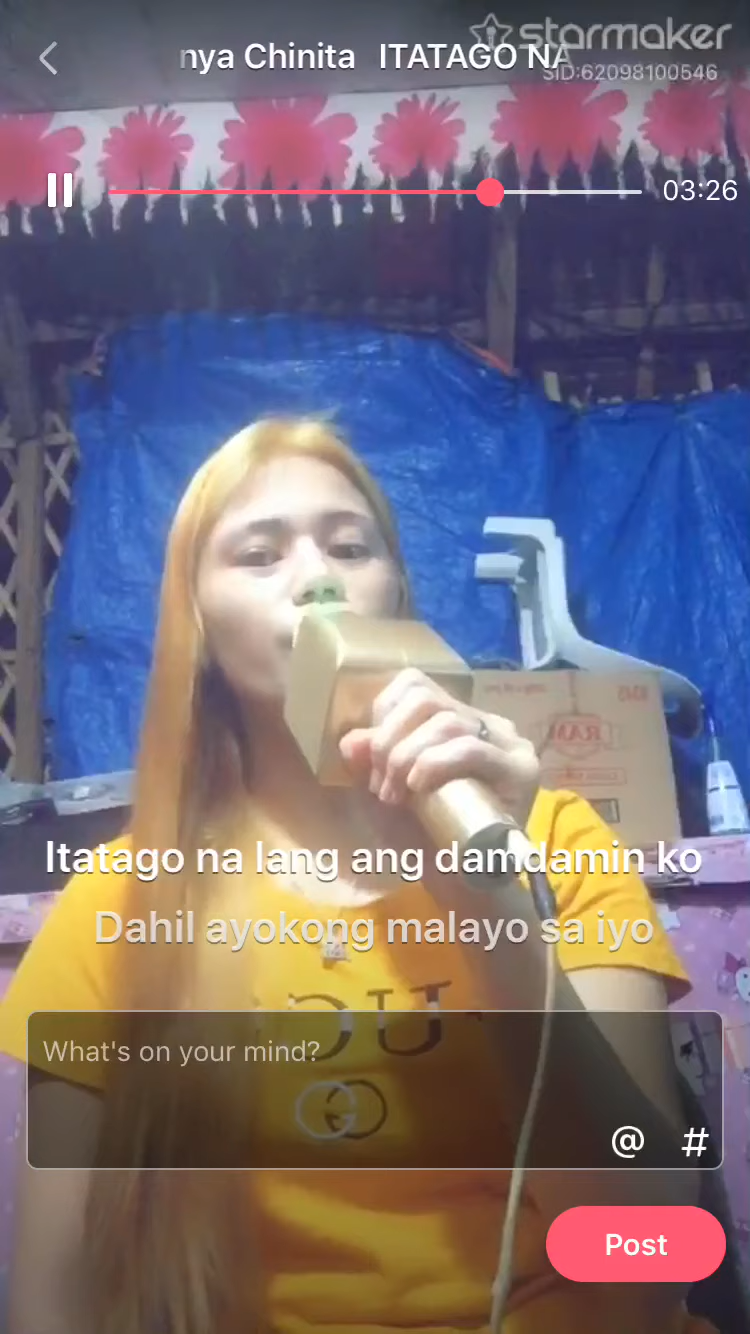 starmaker
nya Chinita ITATAGO NA
SID:62098100546
03:26
RAM
Itatago na lang ang damdamin ko
Dahil ayokong malayo sa iyo
What's on your mind?
@ #
Post